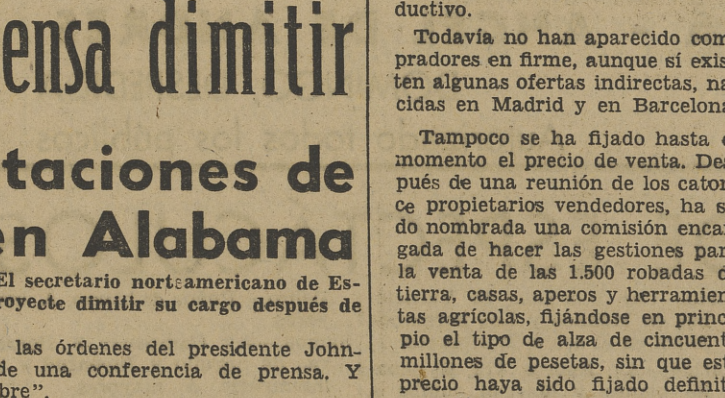 ensa dimitir
taciones de
en Alabama
El secretario norteamericano de Es-
royecte dimitir su cargo después de
las órdenes del presidente John-
de una conferencia de prensa. Y
bre".
ductivo.
Todavía no han aparecido com
pradores en firme, aunque sí exis
ten algunas ofertas indirectas, na
cidas en Madrid y en Barcelona
Tampoco se ha fijado hasta e
momento el precio de venta. Des
pués de una reunión de los cator
ce propietarios vendedores, ha s
do nombrada una comisión encar
gada de hacer las gestiones par
la venta de las 1.500 robadas d
tierra, casas, aperos y herramien
tas agrícolas, fijándose en princ
pio el tipo de alza de cincuent
millones de pesetas, sin que est
precio haya sido fijado definit